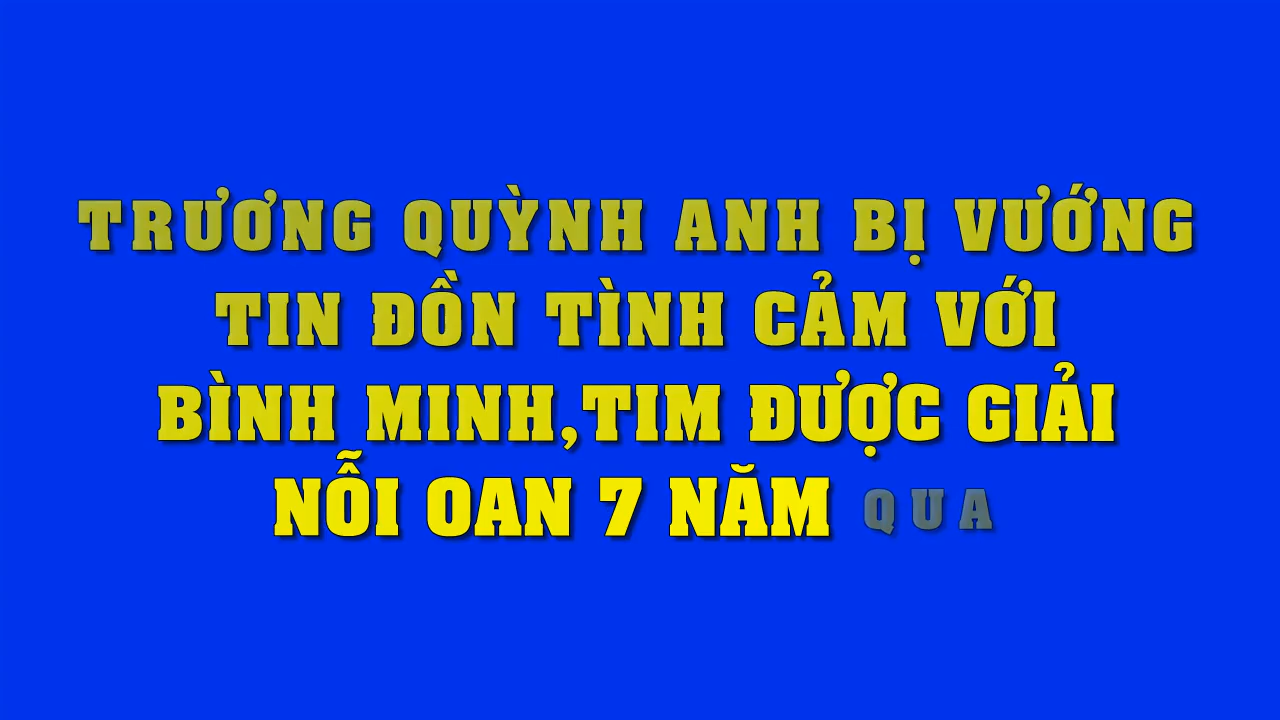 TRƯƠNG QUỲNH ANH BỊ VƯỚNG
TIN ĐỒN TÌNH CẢM VỚI
BÌNH MINH,TIM ĐƯỢC GIẢI
NỖI OAN 7 NĂM QUA